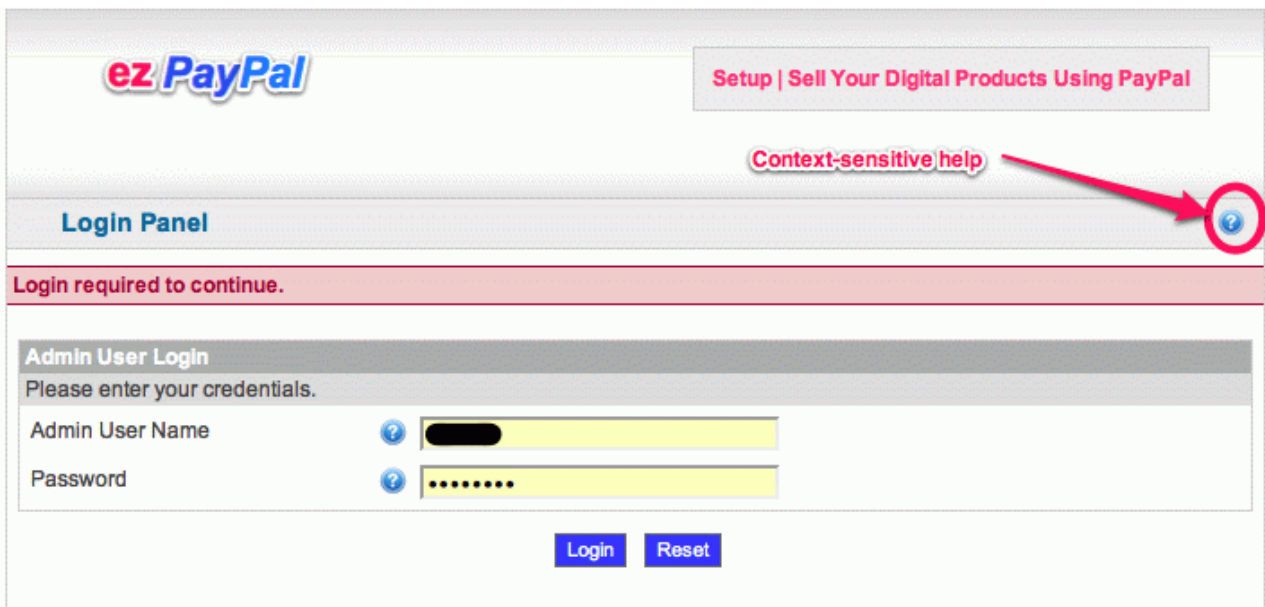 ez PayPal
Setup | Sell Your Digital Products Using PayPal
Context-sensitive help
Login Panel
?
Login required to continue.
Admin User Login
Please enter your credentials.
Admin User Name ?
Password ? ••••••••
Login Reset